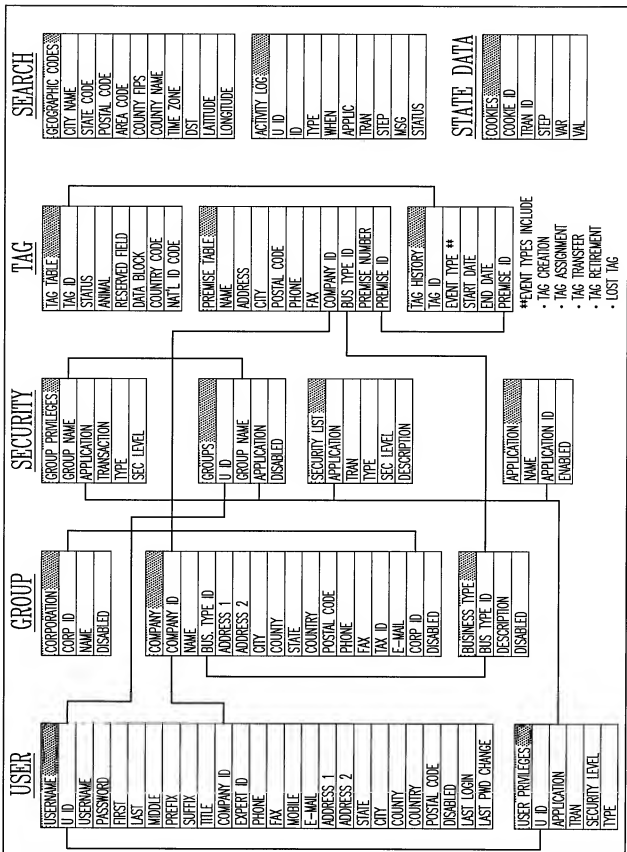 USER
USERNAME
U ID
USERNAME
PASSWORD
FIRST
LAST
MIDDLE
PREFIX
SUFFIX
TITLE
COMPANY ID
EXPERT ID
PHONE
FAX
MOBILE
E-MAIL
ADDRESS 1
ADDRESS 2
STATE
CITY
COUNTY
COUNTRY
POSTAL CODE
DISABLED
LAST LOGIN
LAST PWD CHANGE
USER PRIVILEGES
U ID
APPLICATION
TRAN
SECURITY LEVEL
TYPE
GROUP
CORPORATION
CORP ID
NAME
DISABLED
COMPANY
COMPANY ID
NAME
BUS. TYPE ID
ADDRESS 1
ADDRESS 2
CITY
COUNTY
STATE
COUNTRY
POSTAL CODE
PHONE
FAX
TAX ID
E-MAIL
CORP ID
DISABLED
BUSINESS TYPE
BUS TYPE ID
DESCRIPTION
DISABLED
SECURITY
GROUP PRIVILEGES
GROUP NAME
APPLICATION
TRANSACTION
TYPE
SEC LEVEL
GROUPS
U ID
GROUP NAME
APPLICATION
DISABLED
SECURITY LIST
APPLICATION
TRAN
TYPE
SEC LEVEL
DESCRIPTION
APPLICATION
NAME
APPLICATION ID
ENABLED
TAG
TAG TABLE
TAG ID
STATUS
ANIMAL
RESERVED FIELD
DATA BLOCK
COUNTRY CODE
NAT'L ID CODE
PREMISE TABLE
NAME
ADDRESS
CITY
POSTAL CODE
PHONE
FAX
COMPANY ID
BUS TYPE ID
PREMISE NUMBER
PREMISE ID
TAG HISTORY
TAG ID
EVENT TYPE **
START DATE
END DATE
PREMISE ID
**EVENT TYPES INCLUDE
· TAG CREATION
· TAG ASSIGNMENT
· TAG TRANSFER
· TAG RETIREMENT
· LOST TAG
SEARCH
GEOGRAPHIC CODES
CITY NAME
STATE CODE
POSTAL CODE
AREA CODE
COUNTY FIPS
COUNTY NAME
TIME ZONE
DST
LATITUDE
LONGITUDE
ACTIVITY LOG
U ID
ID
TYPE
WHEN
APPLIC
TRAN
STEP
MSG
STATUS
STATE DATA
COOKIES
COOKIE ID
TRAN ID
STEP
VAR
VAL